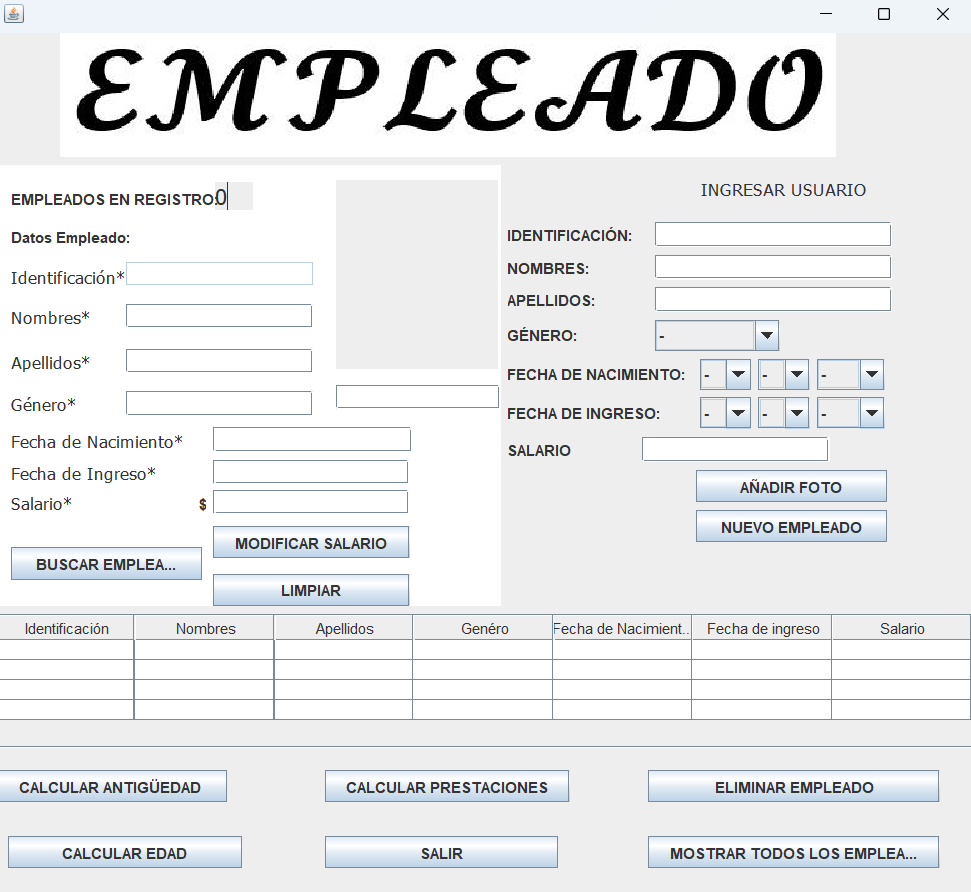 EMPLEADO
EMPLEADOS EN REGISTRO: 0
Datos Empleado:
Identificación*
Nombres*
Apellidos*
Género*
Fecha de Nacimiento*
Fecha de Ingreso*
Salario* $
MODIFICAR SALARIO
BUSCAR EMPLEA...
LIMPIAR
INGRESAR USUARIO
IDENTIFICACIÓN:
NOMBRES:
APELLIDOS:
GÉNERO: -
FECHA DE NACIMIENTO: - - -
FECHA DE INGRESO: - - -
SALARIO
AÑADIR FOTO
NUEVO EMPLEADO
Identificación Nombres Apellidos Genéro Fecha de Nacimient... Fecha de ingreso Salario
CALCULAR ANTIGÜEDAD CALCULAR PRESTACIONES ELIMINAR EMPLEADO
CALCULAR EDAD SALIR MOSTRAR TODOS LOS EMPLEA...